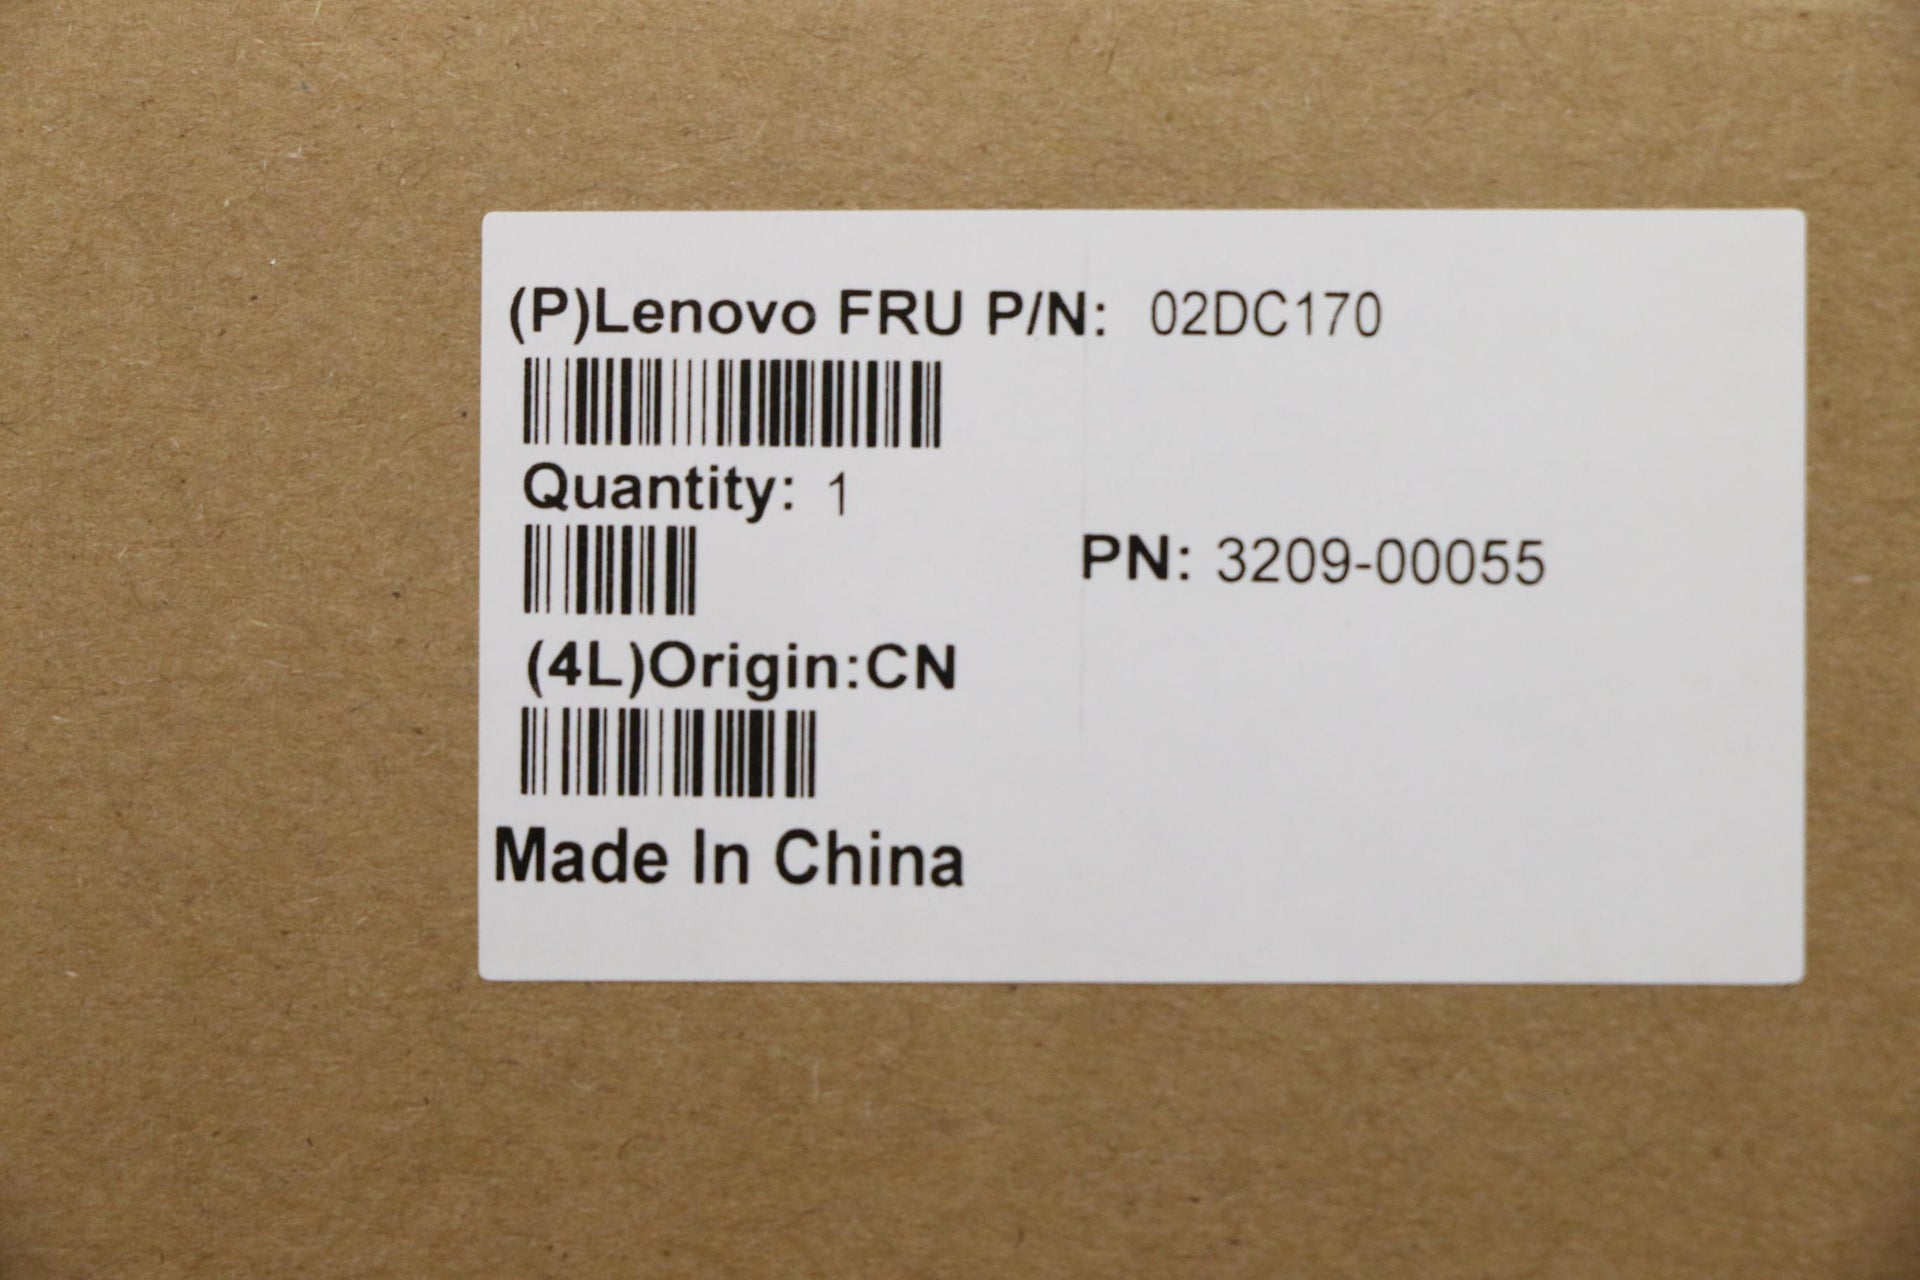 (P)Lenovo FRU P/N: 02DC170
Quantity: 1
PN: 3209-00055
(4L)Origin:CN
Made In China